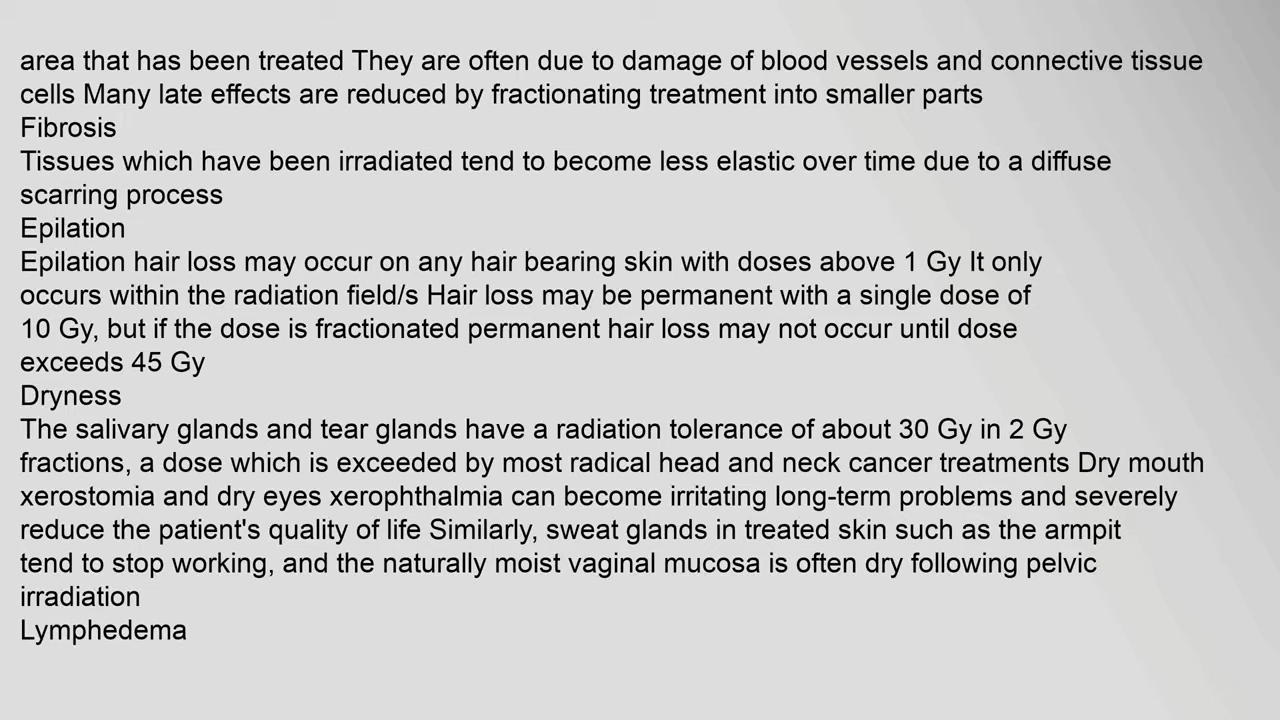 area that has been treated They are often due to damage of blood vessels and connective tissue
cells Many late effects are reduced by fractionating treatment into smaller parts
Fibrosis
Tissues which have been irradiated tend to become less elastic over time due to a diffuse
scarring process
Epilation
Epilation hair loss may occur on any hair bearing skin with doses above 1 Gy It only
occurs within the radiation field/s Hair loss may be permanent with a single dose of
10 Gy, but if the dose is fractionated permanent hair loss may not occur until dose
exceeds 45 Gy
Dryness
The salivary glands and tear glands have a radiation tolerance of about 30 Gy in 2 Gy
fractions, a dose which is exceeded by most radical head and neck cancer treatments Dry mouth
xerostomia and dry eyes xerophthalmia can become irritating long-term problems and severely
reduce the patient's quality of life Similarly, sweat glands in treated skin such as the armpit
tend to stop working, and the naturally moist vaginal mucosa is often dry following pelvic
irradiation
Lymphedema